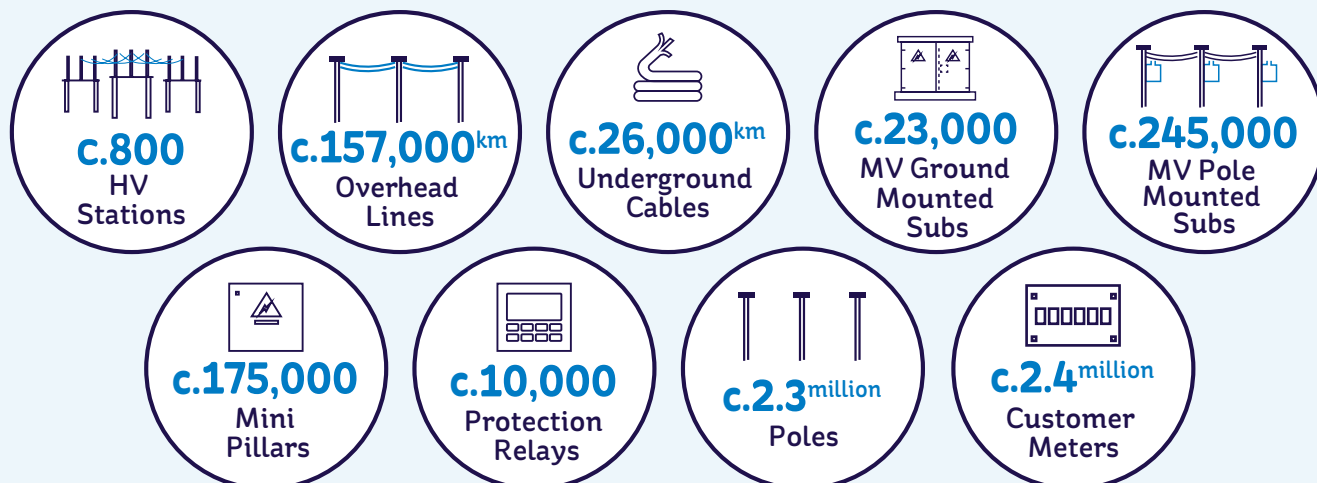 c.800
HV
Stations
c.157,000km
Overhead
Lines
c.26,000km
Underground
Cables
c.23,000
MV Ground
Mounted
Subs
c.245,000
MV Pole
Mounted
Subs
c.175,000
Mini
Pillars
c.10,000
Protection
Relays
c.2.3million
Poles
c.2.4million
Customer
Meters